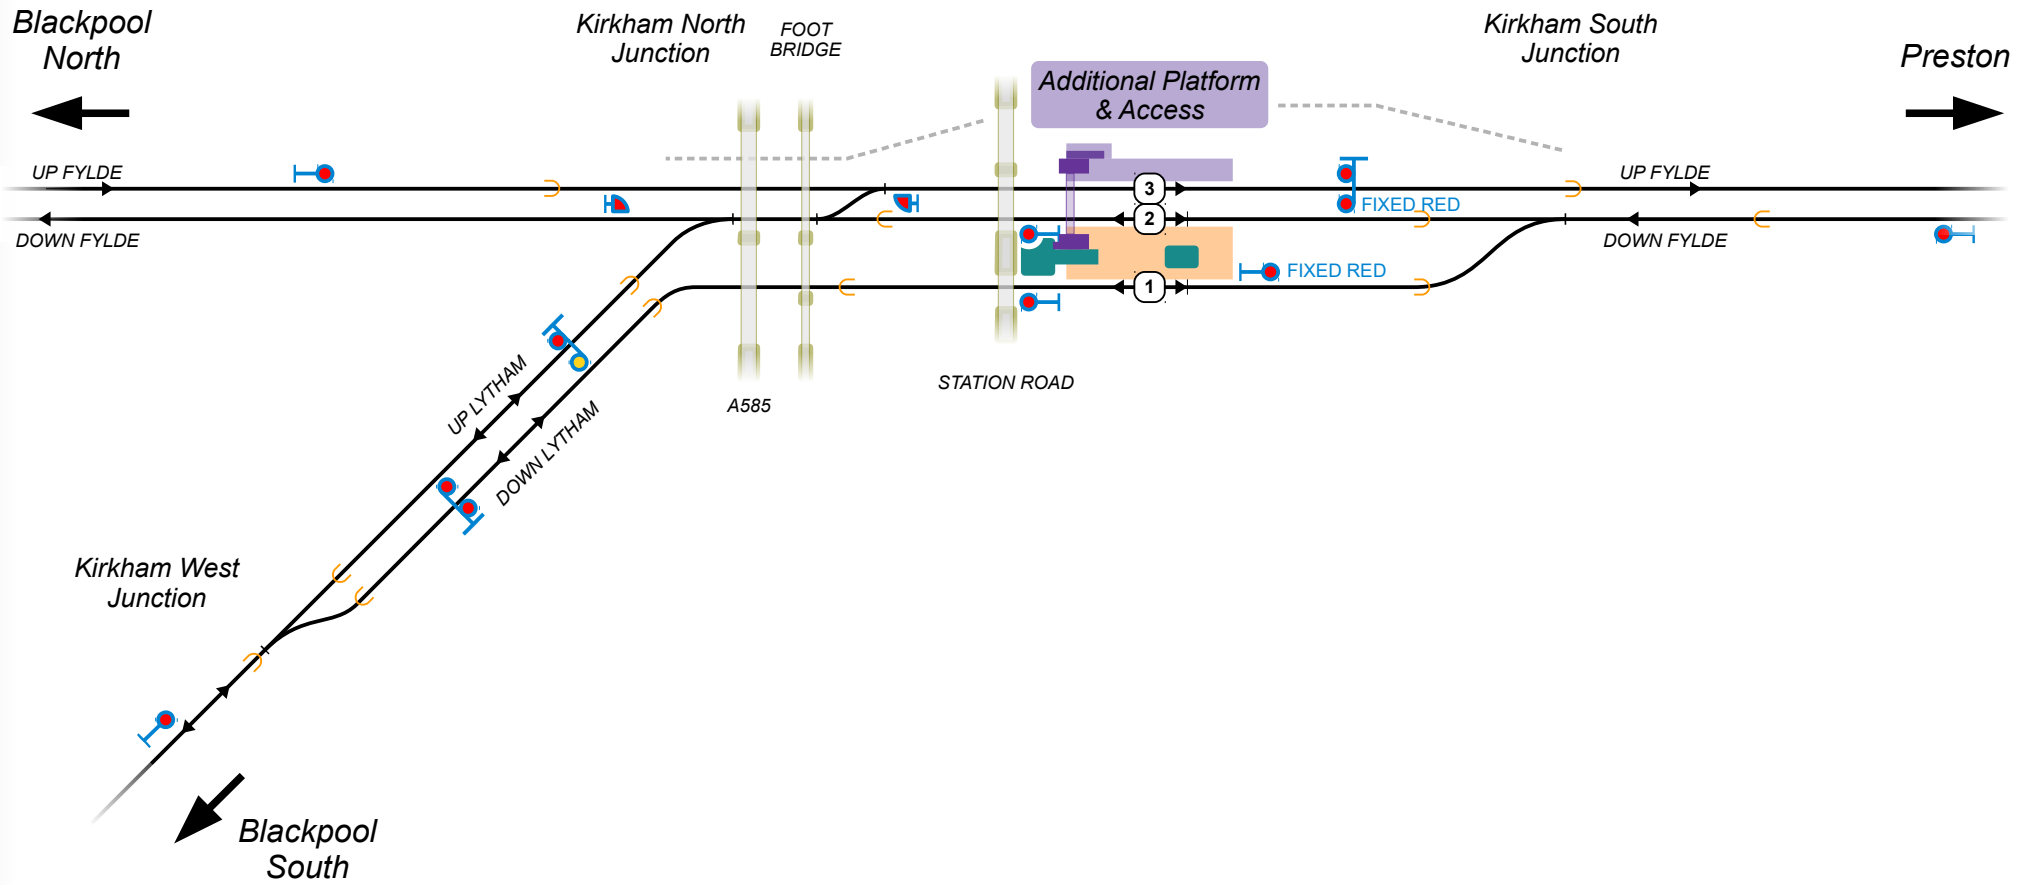 Blackpool
North
Kirkham North
Junction
FOOT
BRIDGE
Additional Platform
& Access
Kirkham South
Junction
Preston
UP FYLDE
3
UP FYLDE
FIXED RED
2
DOWN FYLDE
DOWN FYLDE
FIXED RED
1
UP LYTHAM
DOWN LYTHAM
STATION ROAD
A585
Kirkham West
Junction
Blackpool
South